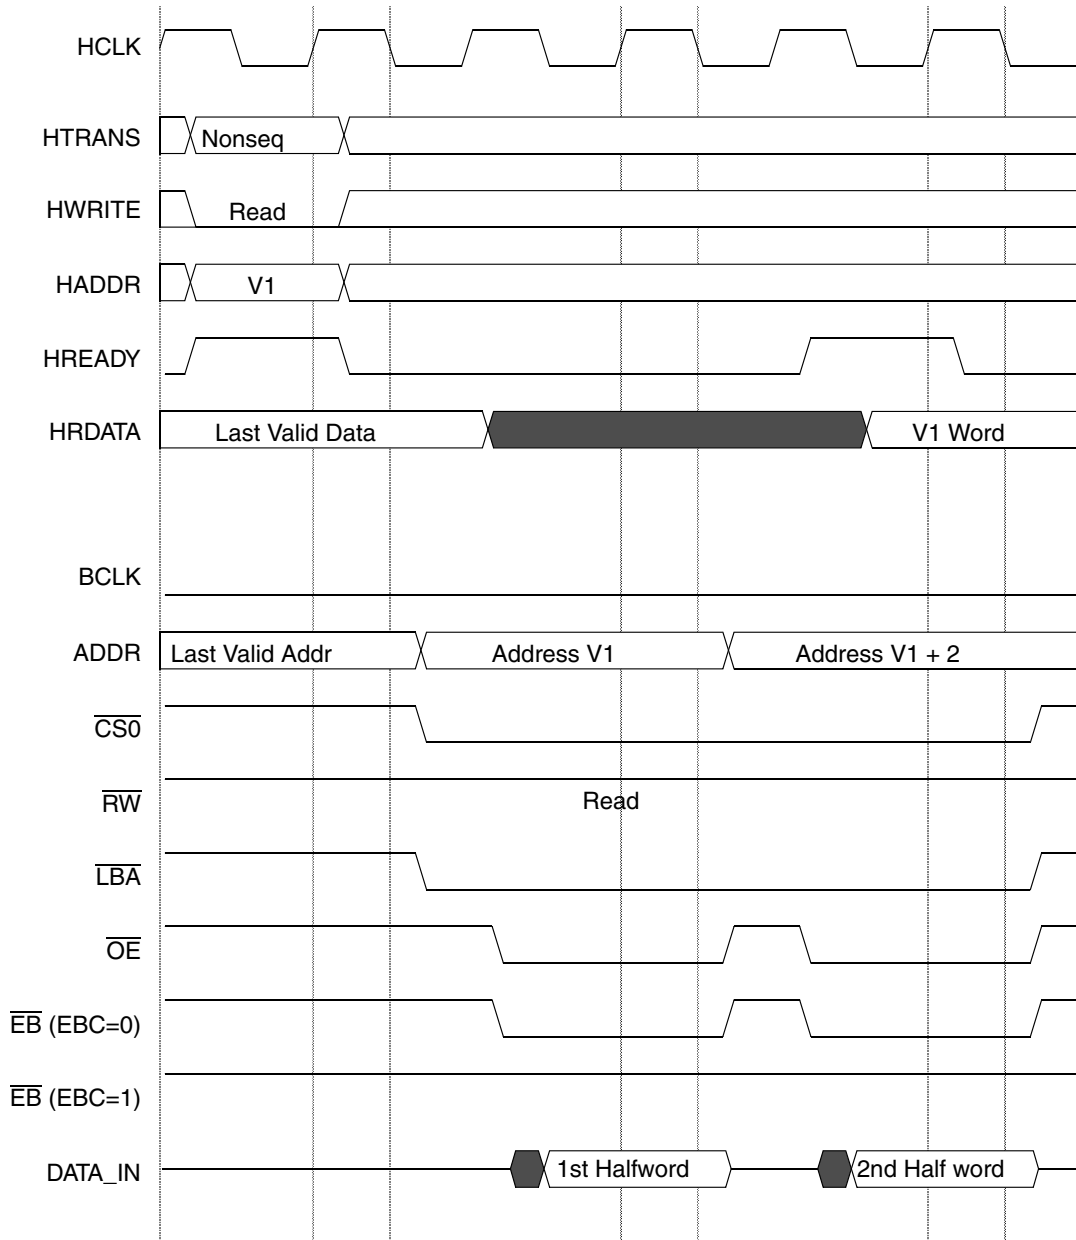 HCLK
HTRANS Nonseq
HWRITE Read
HADDR V1
HREADY
HRDATA Last Valid Data V1 Word
BCLK
ADDR Last Valid Addr Address V1 Address V1 + 2
CS0
RW Read
LBA
OE
EB (EBC=0)
EB (EBC=1)
DATA_IN 1st Halfword 2nd Half word